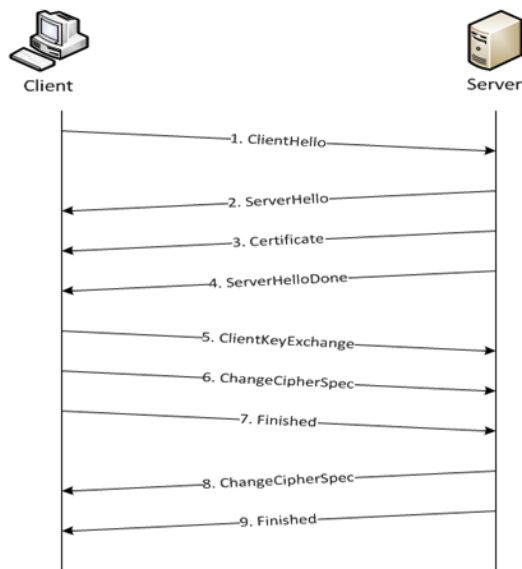 Client
Server
1. ClientHello
2. ServerHello
3. Certificate
4. ServerHelloDone
5. ClientKeyExchange
6. ChangeCipherSpec
7. Finished
8. ChangeCipherSpec
9. Finished